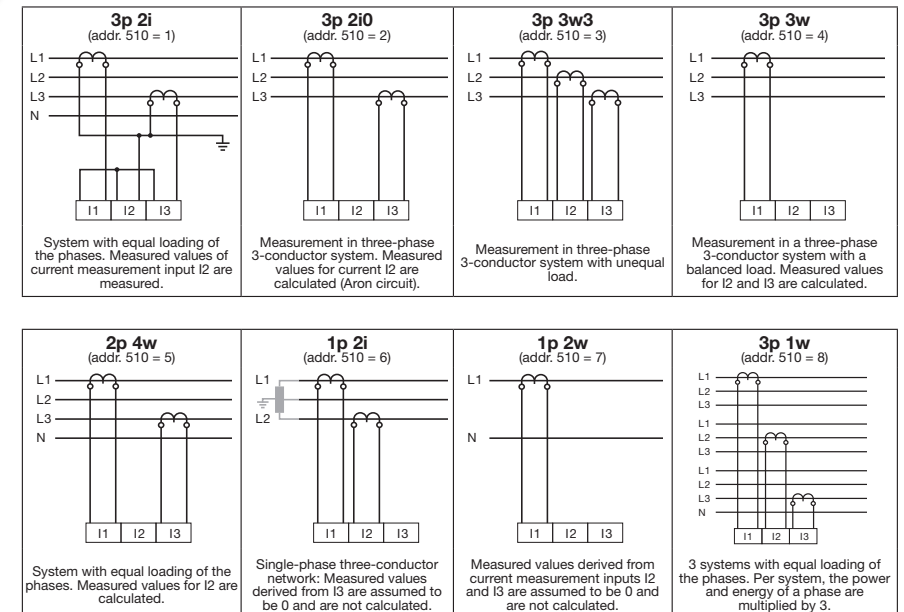 3p 2i
(addr. 510 = 1)
L1
L2
L3
N
I1 I2 I3
System with equal loading of
the phases. Measured values of
current measurement input I2 are
measured.
3p 2i0
(addr. 510 = 2)
L1
L2
L3
I1 I2 I3
Measurement in three-phase
3-conductor system. Measured
values for current I2 are
calculated (Aron circuit).
3p 3w3
(addr. 510 = 3)
L1
L2
L3
I1 I2 I3
Measurement in three-phase
3-conductor system with unequal
load.
3p 3w
(addr. 510 = 4)
L1
L2
L3
I1 I2 I3
Measurement in a three-phase
3-conductor system with a
balanced load. Measured values
for I2 and I3 are calculated.
2p 4w
(addr. 510 = 5)
L1
L2
L3
N
I1 I2 I3
System with equal loading of the
phases. Measured values for I2 are
calculated.
1p 2i
(addr. 510 = 6)
L1
L2
I1 I2 I3
Single-phase three-conductor
network: Measured values
derived from I3 are assumed to
be 0 and are not calculated.
1p 2w
(addr. 510 = 7)
L1
N
I1 I2 I3
Measured values derived from
current measurement inputs I2
and I3 are assumed to be 0 and
are not calculated.
3p 1w
(addr. 510 = 8)
L1
L2
L3
L1
L2
L3
L1
L2
L3
N
I1 I2 I3
3 systems with equal loading of
the phases. Per system, the power
and energy of a phase are
multiplied by 3.